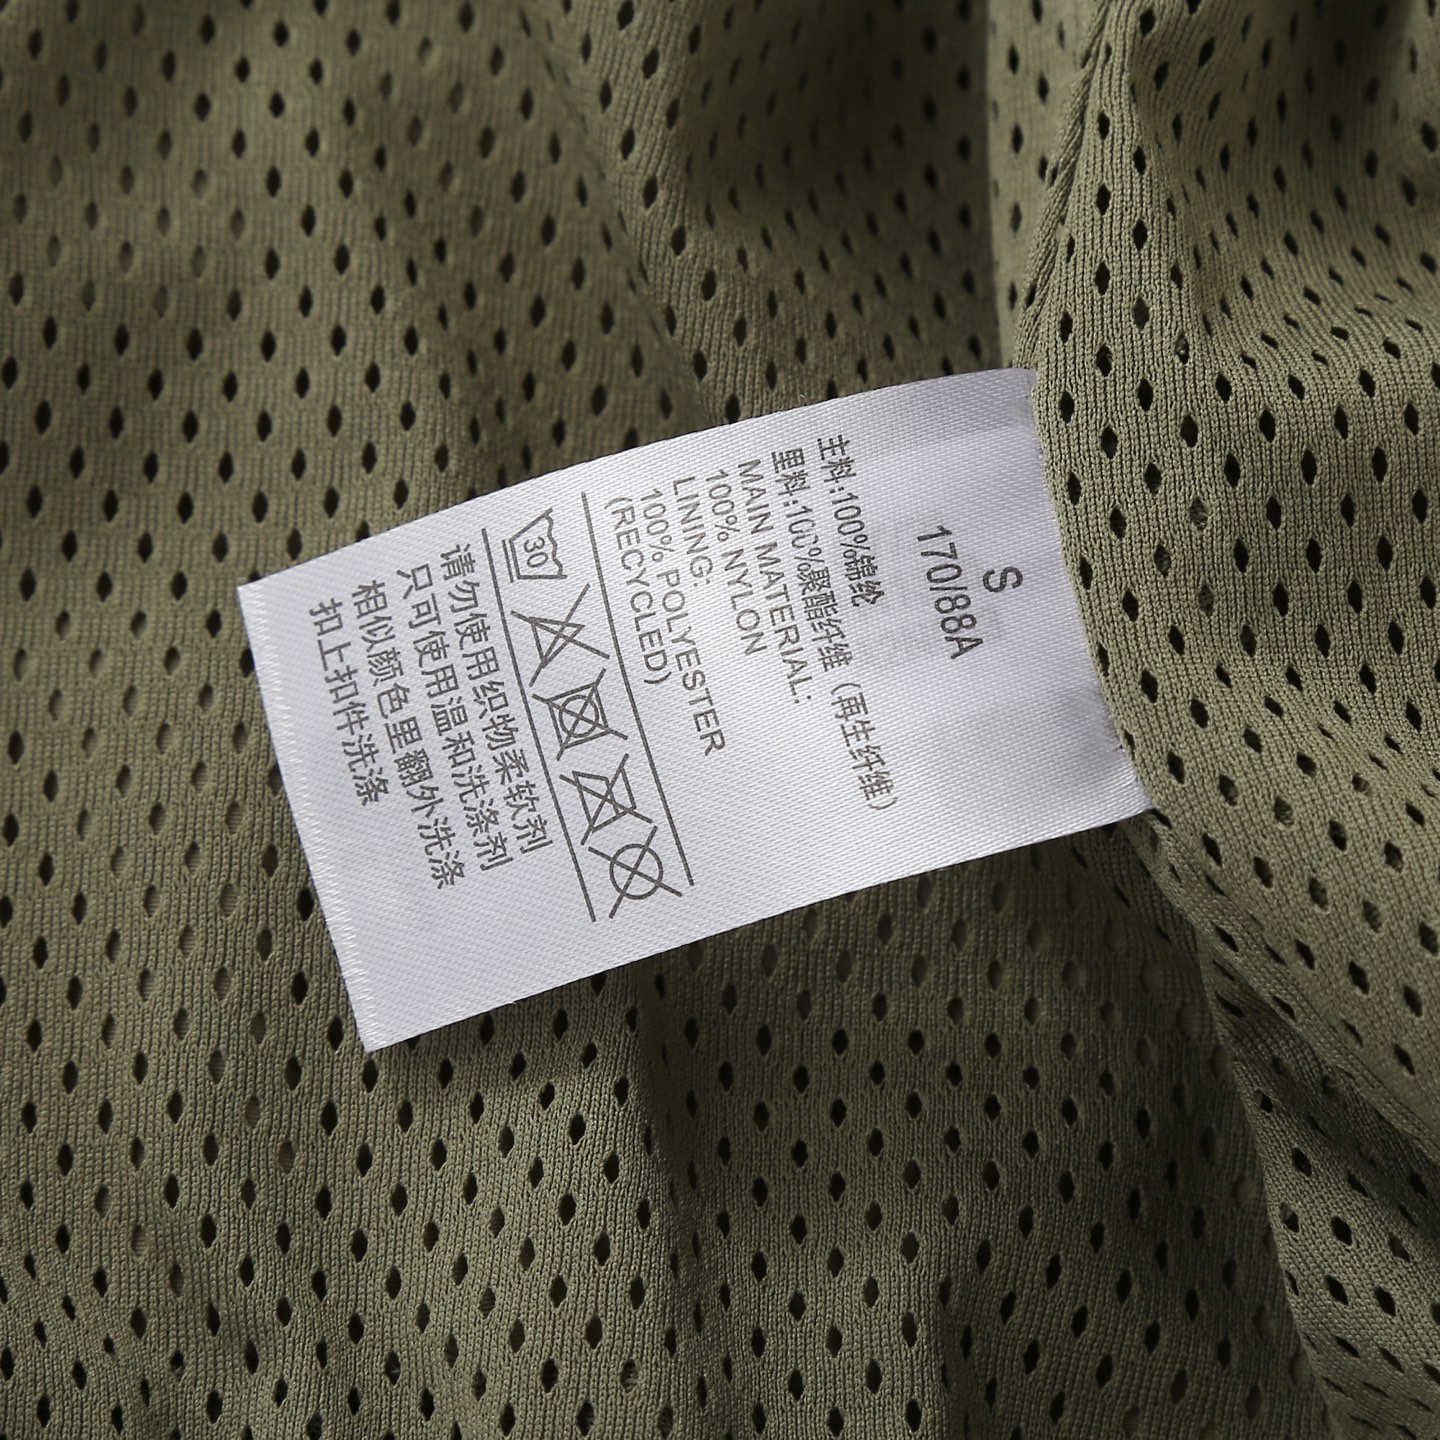 S
170/88A
主料:100%锦纶
里料:100%聚酯纤维（再生纤维）
MAIN MATERIAL:
100% NYLON
LINING:
100% POLYESTER
(RECYCLED)
30
请勿使用织物柔软剂
只可使用温和洗涤剂
相似颜色里翻外洗涤
扣上扣件洗涤